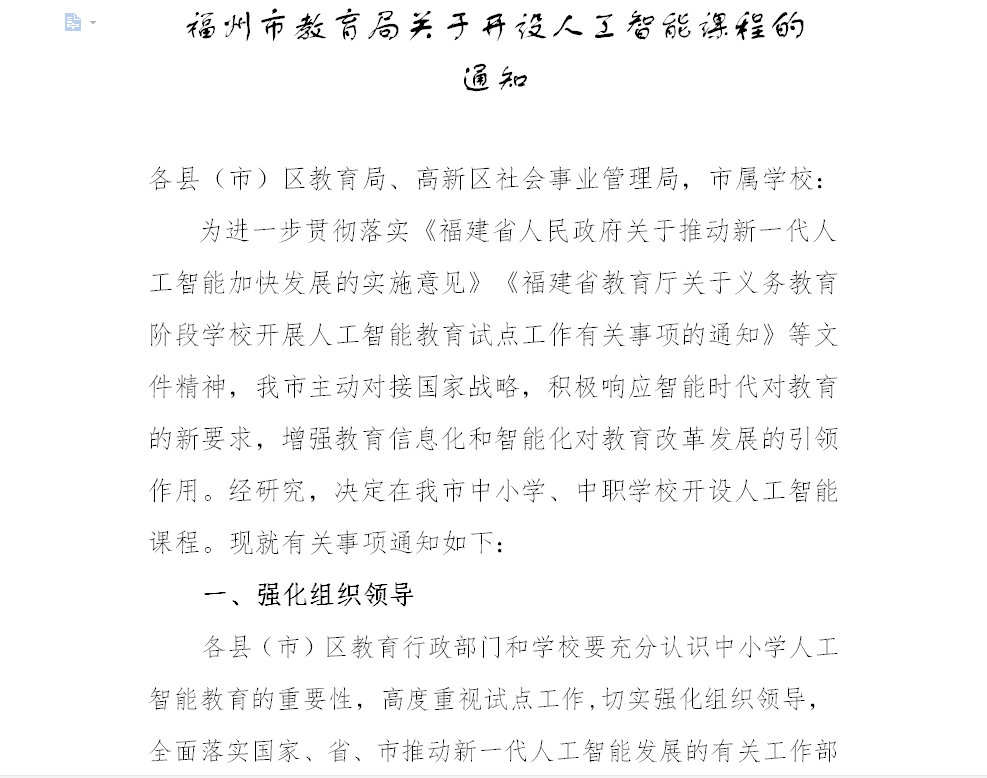 福州市教育局关于开设人工智能课程的
通知
各县（市）区教育局、高新区社会事业管理局，市属学校：
为进一步贯彻落实《福建省人民政府关于推动新一代人
工智能加快发展的实施意见》《福建省教育厅关于义务教育
阶段学校开展人工智能教育试点工作有关事项的通知》等文
件精神，我市主动对接国家战略，积极响应智能时代对教育
的新要求，增强教育信息化和智能化对教育改革发展的引领
作用。经研究，决定在我市中小学、中职学校开设人工智能
课程。现就有关事项通知如下：
一、强化组织领导
各县（市）区教育行政部门和学校要充分认识中小学人工
智能教育的重要性，高度重视试点工作,切实强化组织领导，
全面落实国家、省、市推动新一代人工智能发展的有关工作部